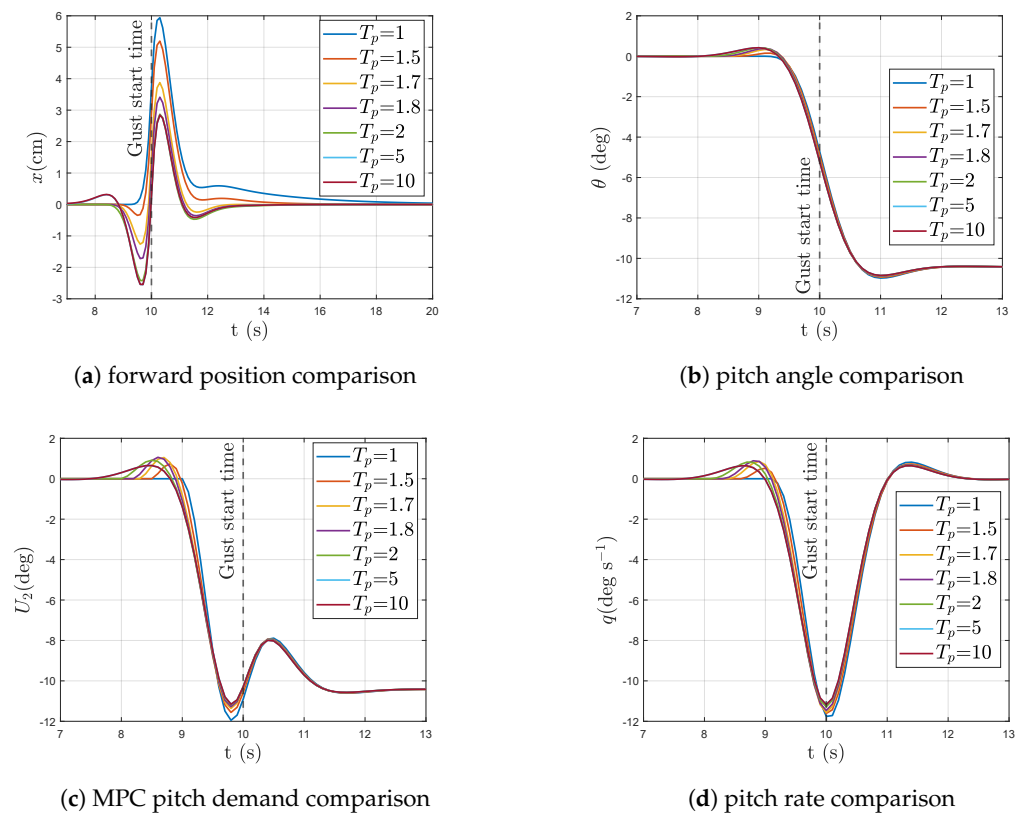 6
5
4
3
2
1
0
-1
-2
-3
x(cm)
Gust start time
T_p=1
T_p=1.5
T_p=1.7
T_p=1.8
T_p=2
T_p=5
T_p=10
8 10 12 14 16 18 20
t (s)
(a) forward position comparison
2
0
-2
-4
-6
-8
-10
-12
θ (deg)
Gust start time
T_p=1
T_p=1.5
T_p=1.7
T_p=1.8
T_p=2
T_p=5
T_p=10
7 8 9 10 11 12 13
t (s)
(b) pitch angle comparison
2
0
-2
-4
-6
-8
-10
-12
U_2(deg)
Gust start time
T_p=1
T_p=1.5
T_p=1.7
T_p=1.8
T_p=2
T_p=5
T_p=10
7 8 9 10 11 12 13
t (s)
(c) MPC pitch demand comparison
2
0
-2
-4
-6
-8
-10
-12
q(deg s⁻¹)
Gust start time
T_p=1
T_p=1.5
T_p=1.7
T_p=1.8
T_p=2
T_p=5
T_p=10
7 8 9 10 11 12 13
t (s)
(d) pitch rate comparison